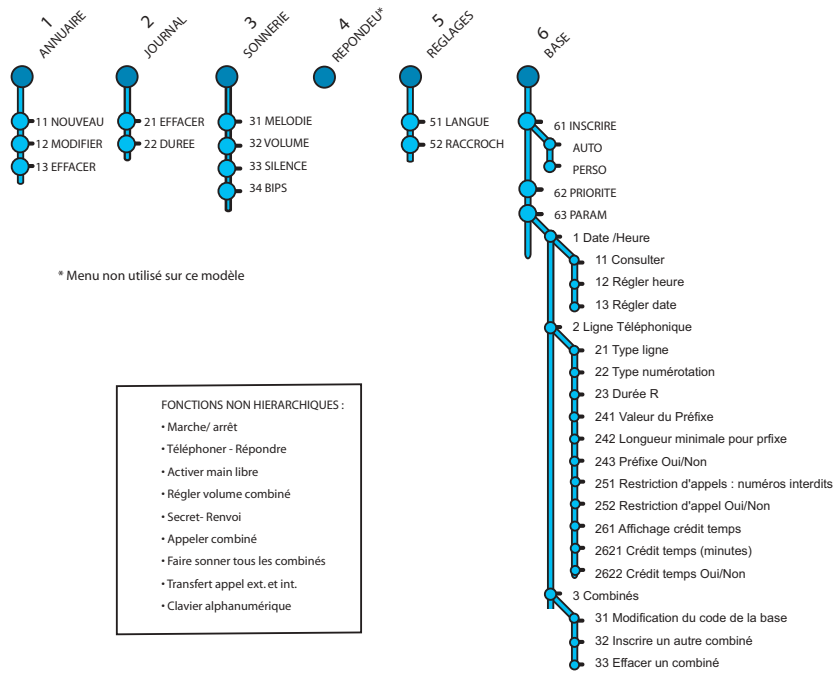 1
ANNUAIRE
2
JOURNAL
3
SONNERIE
4
REPONDEU*
5
REGLAGES
6
BASE
11 NOUVEAU
12 MODIFIER
13 EFFACER
21 EFFACER
22 DUREE
31 MELODIE
32 VOLUME
33 SILENCE
34 BIPS
51 LANGUE
52 RACCROCH
61 INSCRIRE
AUTO
PERSO
62 PRIORITE
63 PARAM
1 Date /Heure
11 Consulter
12 Régler heure
13 Régler date
2 Ligne Téléphonique
21 Type ligne
22 Type numérotation
23 Durée R
241 Valeur du Préfixe
242 Longueur minimale pour prfixe
243 Préfixe Oui/Non
251 Restriction d'appels : numéros interdits
252 Restriction d'appel Oui/Non
261 Affichage crédit temps
2621 Crédit temps (minutes)
2622 Crédit temps Oui/Non
3 Combinés
31 Modification du code de la base
32 Inscrire un autre combiné
33 Effacer un combiné
* Menu non utilisé sur ce modèle
FONCTIONS NON HIERARCHIQUES :
• Marche/ arrêt
• Téléphoner - Répondre
• Activer main libre
• Régler volume combiné
• Secret- Renvoi
• Appeler combiné
• Faire sonner tous les combinés
• Transfert appel ext. et int.
• Clavier alphanumérique